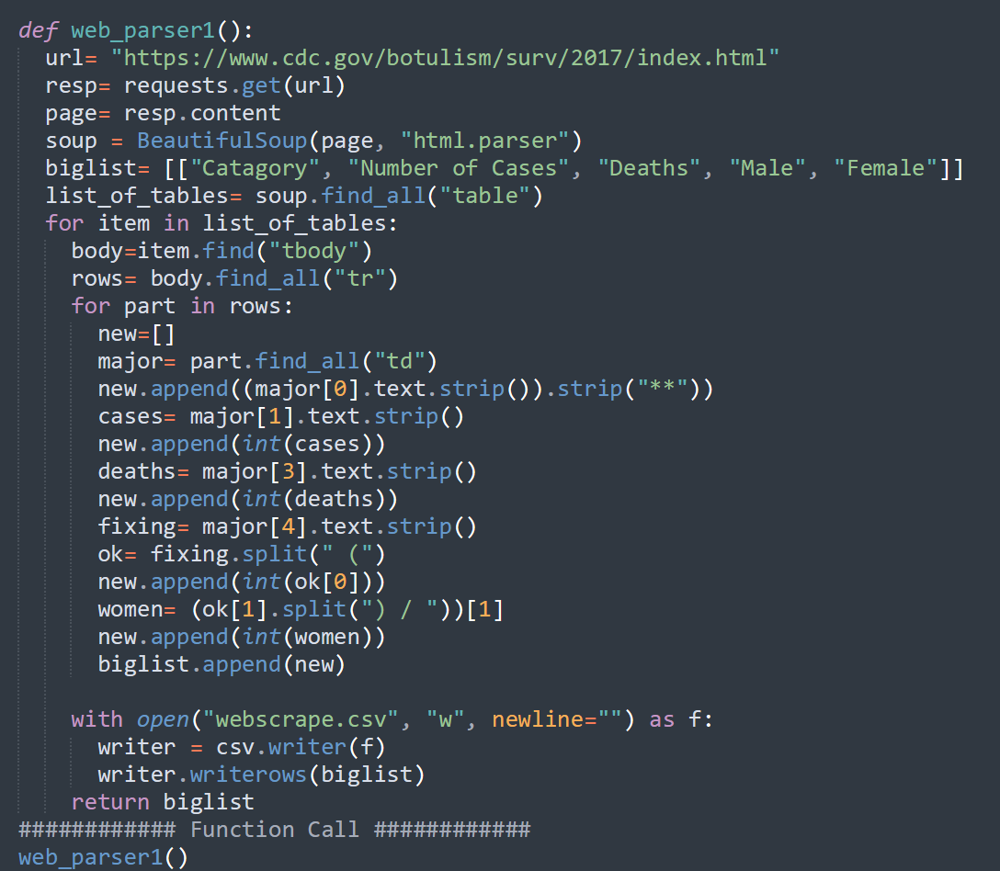 def web_parser1():
  url= "https://www.cdc.gov/botulism/surv/2017/index.html"
  resp= requests.get(url)
  page= resp.content
  soup = BeautifulSoup(page, "html.parser")
  biglist= [["Catagory", "Number of Cases", "Deaths", "Male", "Female"]]
  list_of_tables= soup.find_all("table")
  for item in list_of_tables:
    body=item.find("tbody")
    rows= body.find_all("tr")
    for part in rows:
      new=[]
      major= part.find_all("td")
      new.append((major[0].text.strip()).strip("**"))
      cases= major[1].text.strip()
      new.append(int(cases))
      deaths= major[3].text.strip()
      new.append(int(deaths))
      fixing= major[4].text.strip()
      ok= fixing.split(" (")
      new.append(int(ok[0]))
      women= (ok[1].split(") / "))[1]
      new.append(int(women))
      biglist.append(new)

    with open("webscrape.csv", "w", newline="") as f:
      writer = csv.writer(f)
      writer.writerows(biglist)
    return biglist
############ Function Call ############
web_parser1()